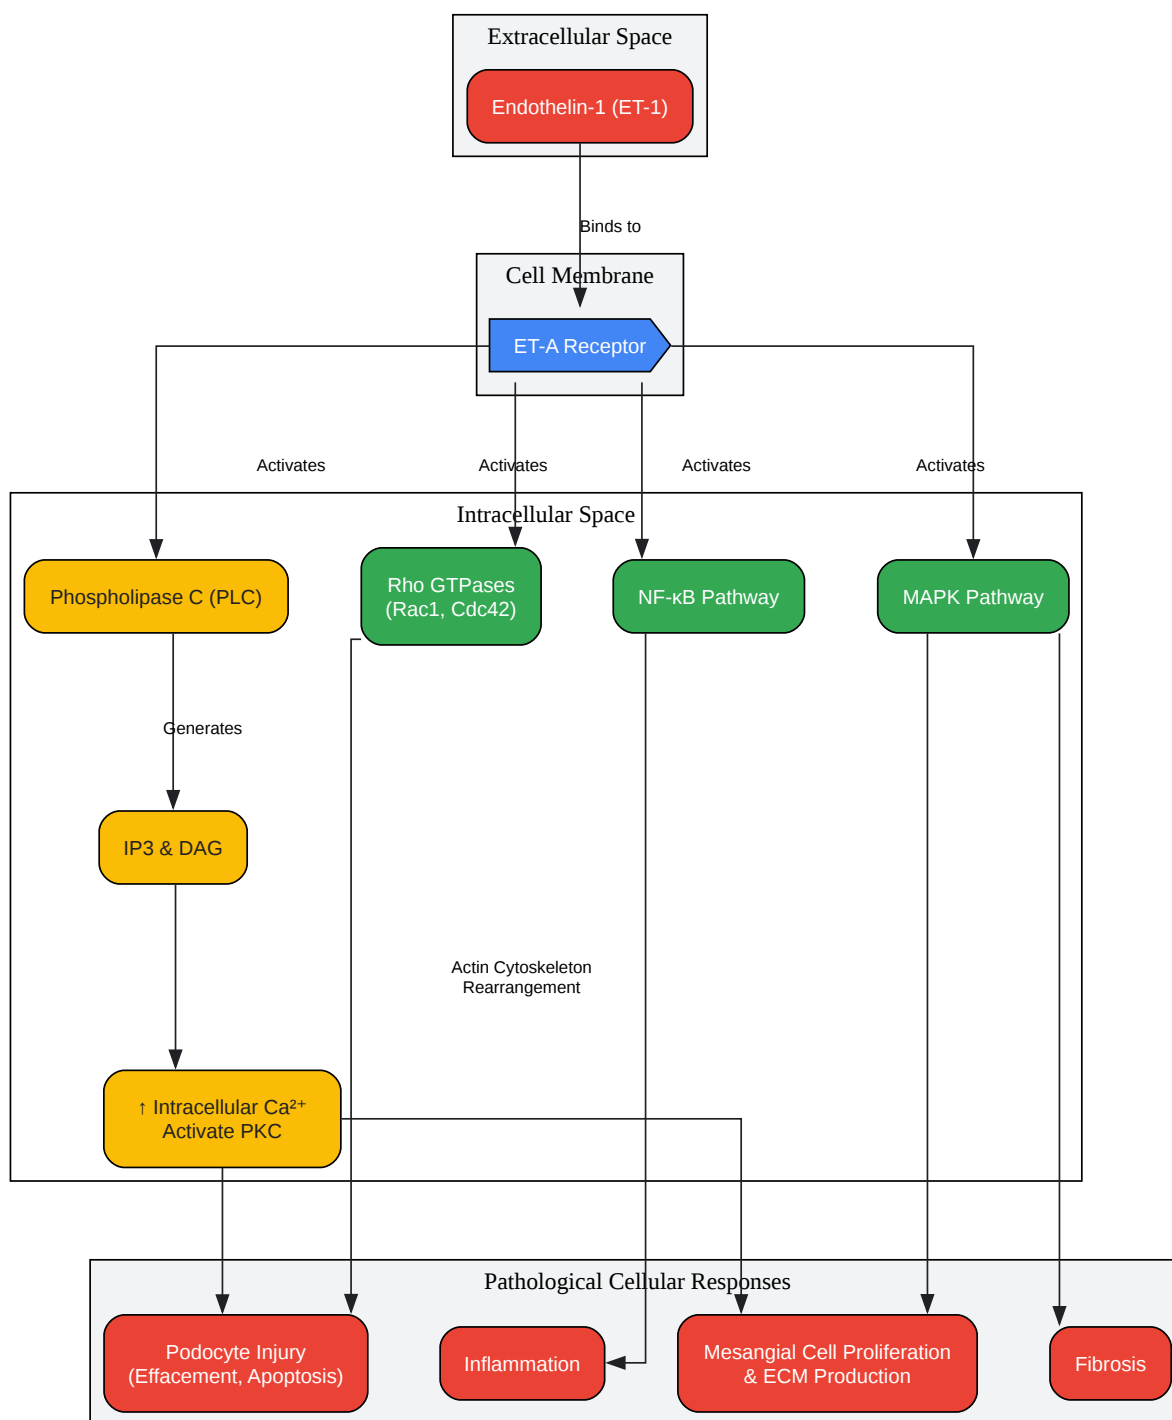 Extracellular Space
Endothelin-1 (ET-1)
Binds to
Cell Membrane
ET-A Receptor
Activates
Activates
Activates
Activates
Intracellular Space
Phospholipase C (PLC)
Rho GTPases
(Rac1, Cdc42)
NF-κB Pathway
MAPK Pathway
Generates
IP3 & DAG
Actin Cytoskeleton
Rearrangement
↑ Intracellular Ca²⁺
Activate PKC
Pathological Cellular Responses
Podocyte Injury
(Effacement, Apoptosis)
Inflammation
Mesangial Cell Proliferation
& ECM Production
Fibrosis